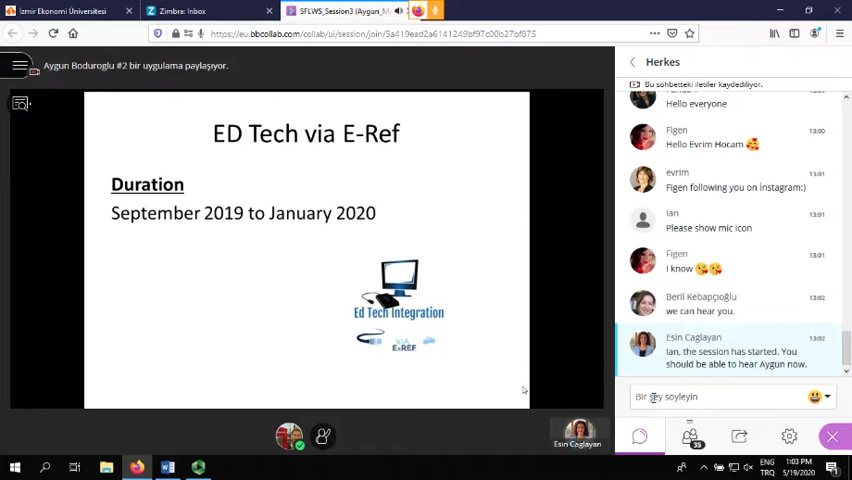 İzmir Ekonomi Üniversitesi
Zimbra: Inbox
SFLWS_Session3 (Aygun_M
https://eu.bbcollab.com/collab/ui/session/join/5a419ead2a6141249bf97c00b27bf875
Aygun Boduroglu #2 bir uygulama paylaşıyor.
ED Tech via E-Ref
Duration
September 2019 to January 2020
Ed Tech Integration
VIA
E-REF
Esin Caglayan
Herkes
Bu sohbetteki iletiler kaydediliyor.
Hello everyone
Figen
13:00
Hello Evrim Hocam
evrim
13:01
Figen following you on İnstagram:)
Ian
13:01
Please show mic icon
Figen
13:01
I know
Beril Kebapçıoğlu
13:02
we can hear you.
Esin Caglayan
13:02
Ian, the session has started. You
should be able to hear Aygün now.
Bir şey söyleyin
35
ENG
TRQ
1:03 PM
5/19/2020